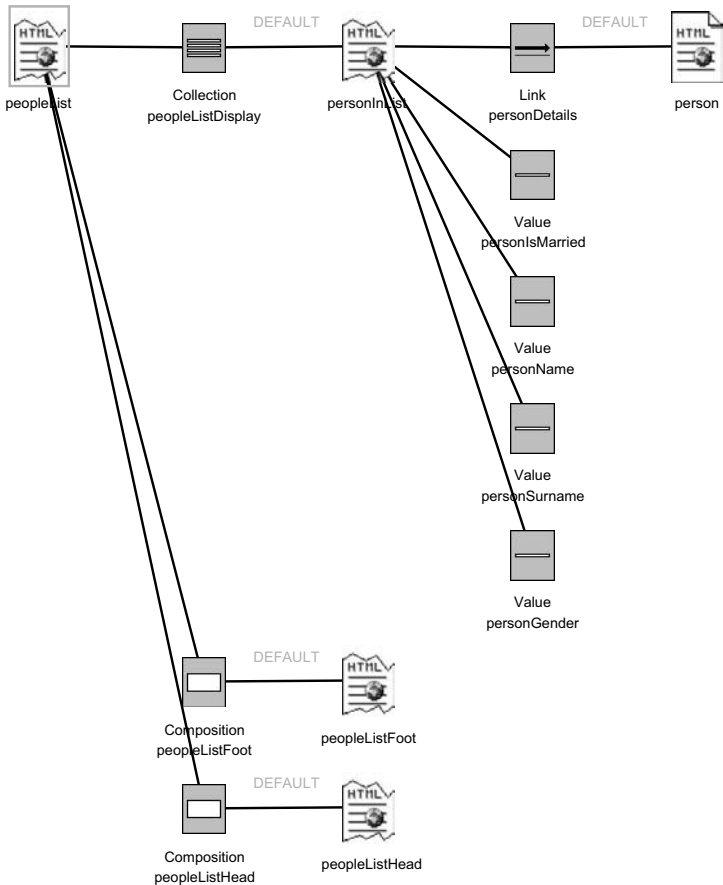 DEFAULT
DEFAULT
HTML
HTML
HTML
peopleList
Collection
peopleListDisplay
personInList
Link
personDetails
person
Value
personIsMarried
Value
personName
Value
personSurname
Value
personGender
DEFAULT
HTML
Composition
peopleListFoot
peopleListFoot
DEFAULT
HTML
Composition
peopleListHead
peopleListHead